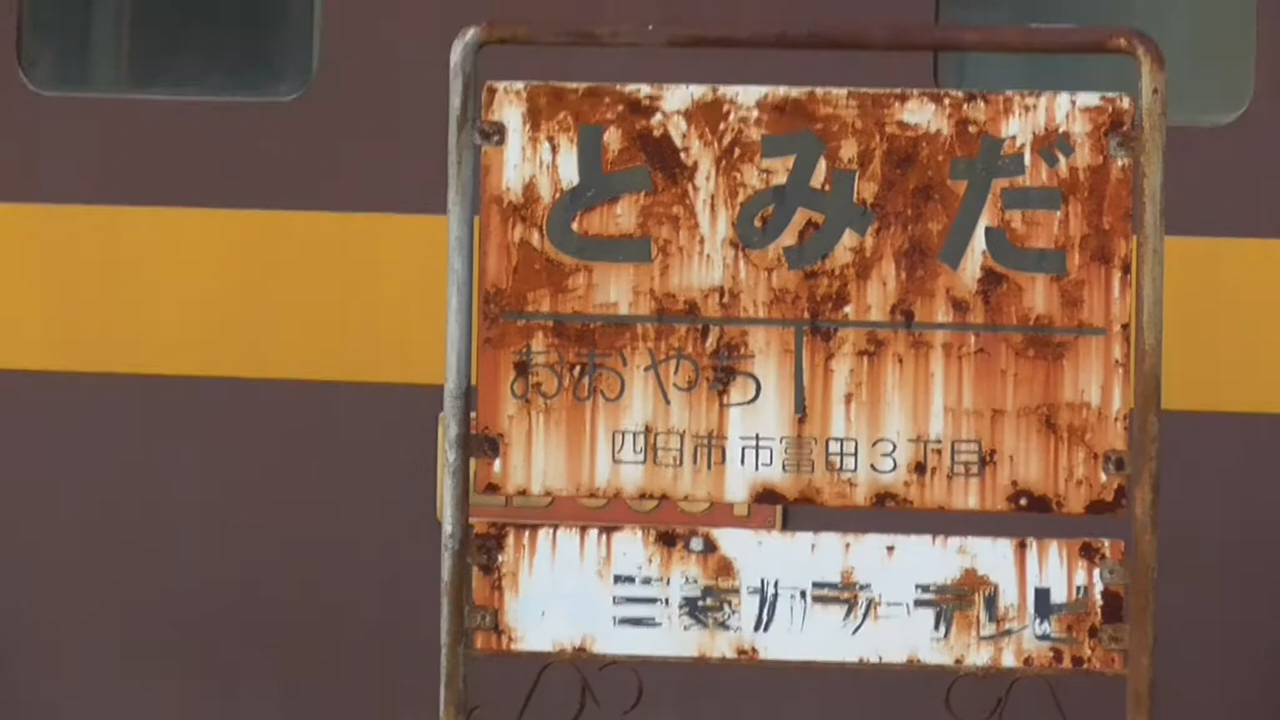 とみだ
おおやち
四日市市富田3丁目
三菱カラーテレビ